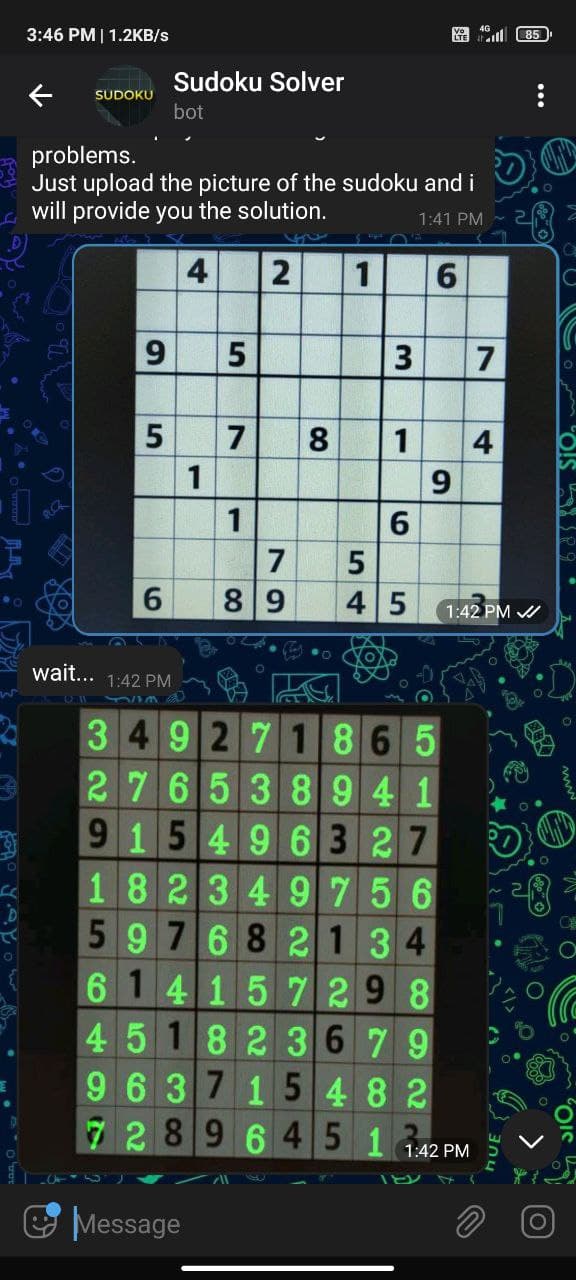 3:46 PM | 1.2KB/s
Vo LTE 4G 85
SUDOKU
Sudoku Solver
bot
problems.
Just upload the picture of the sudoku and i
will provide you the solution.
1:41 PM
4 2 1 6
9 5 3 7
5 7 8 1 4
1 9
1 6
7 5
6 8 9 4 5 3
1:42 PM
wait...
1:42 PM
3 4 9 2 7 1 8 6 5
2 7 6 5 3 8 9 4 1
9 1 5 4 9 6 3 2 7
1 8 2 3 4 9 7 5 6
5 9 7 6 8 2 1 3 4
6 1 4 1 5 7 2 9 8
4 5 1 8 2 3 6 7 9
9 6 3 7 1 5 4 8 2
7 2 8 9 6 4 5 1 3
1:42 PM
Message